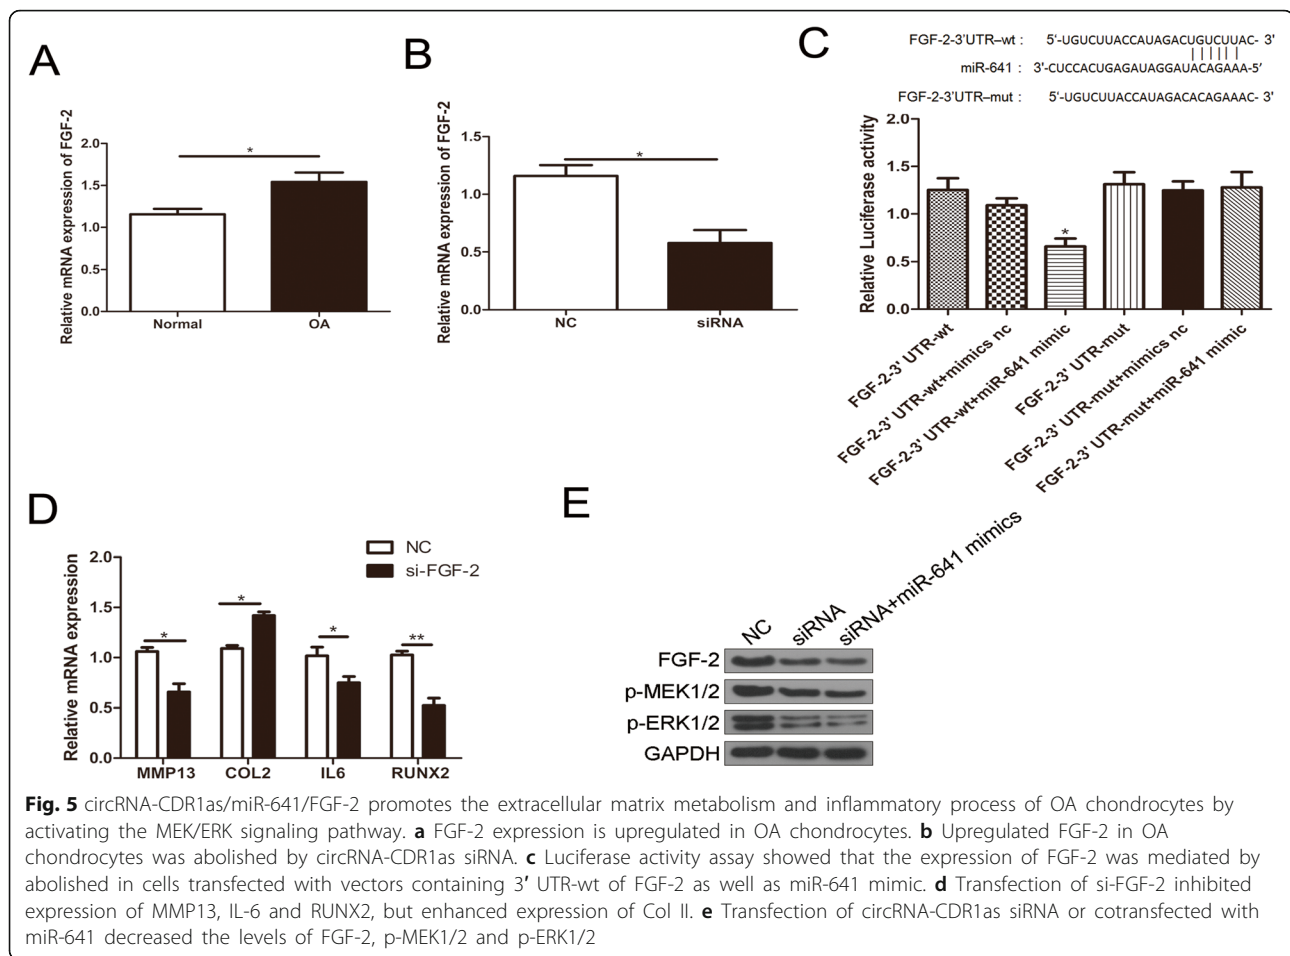 A
Relative mRNA expression of FGF-2
2.0
1.5
1.0
0.5
0.0
*
Normal
OA
B
Relative mRNA expression of FGF-2
1.5
1.0
0.5
0.0
*
NC
siRNA
C
FGF-2-3'UTR–wt : 5'-UGUCUUACCAUAGACUGUCUUAC- 3'
miR-641 : 3'-CUCCACUGAGAUAGGAUACAGAAA-5'
FGF-2-3'UTR–mut : 5'-UGUCUUACCAUAGACACAGAAAC- 3'
Relative Luciferase activity
2.0
1.5
1.0
0.5
0.0
*
FGF-2-3' UTR-wt
FGF-2-3' UTR-wt+mimics nc
FGF-2-3' UTR-wt+miR-641 mimic
FGF-2-3' UTR-mut
FGF-2-3' UTR-mut+mimics nc
FGF-2-3' UTR-mut+miR-641 mimic
D
Relative mRNA expression
2.0
1.5
1.0
0.5
0.0
NC
si-FGF-2
*
*
*
**
MMP13
COL2
IL6
RUNX2
E
NC
siRNA
siRNA+miR-641 mimics
FGF-2
p-MEK1/2
p-ERK1/2
GAPDH
Fig. 5 circRNA-CDR1as/miR-641/FGF-2 promotes the extracellular matrix metabolism and inflammatory process of OA chondrocytes by
activating the MEK/ERK signaling pathway. a FGF-2 expression is upregulated in OA chondrocytes. b Upregulated FGF-2 in OA
chondrocytes was abolished by circRNA-CDR1as siRNA. c Luciferase activity assay showed that the expression of FGF-2 was mediated by
abolished in cells transfected with vectors containing 3′ UTR-wt of FGF-2 as well as miR-641 mimic. d Transfection of si-FGF-2 inhibited
expression of MMP13, IL-6 and RUNX2, but enhanced expression of Col II. e Transfection of circRNA-CDR1as siRNA or cotransfected with
miR-641 decreased the levels of FGF-2, p-MEK1/2 and p-ERK1/2